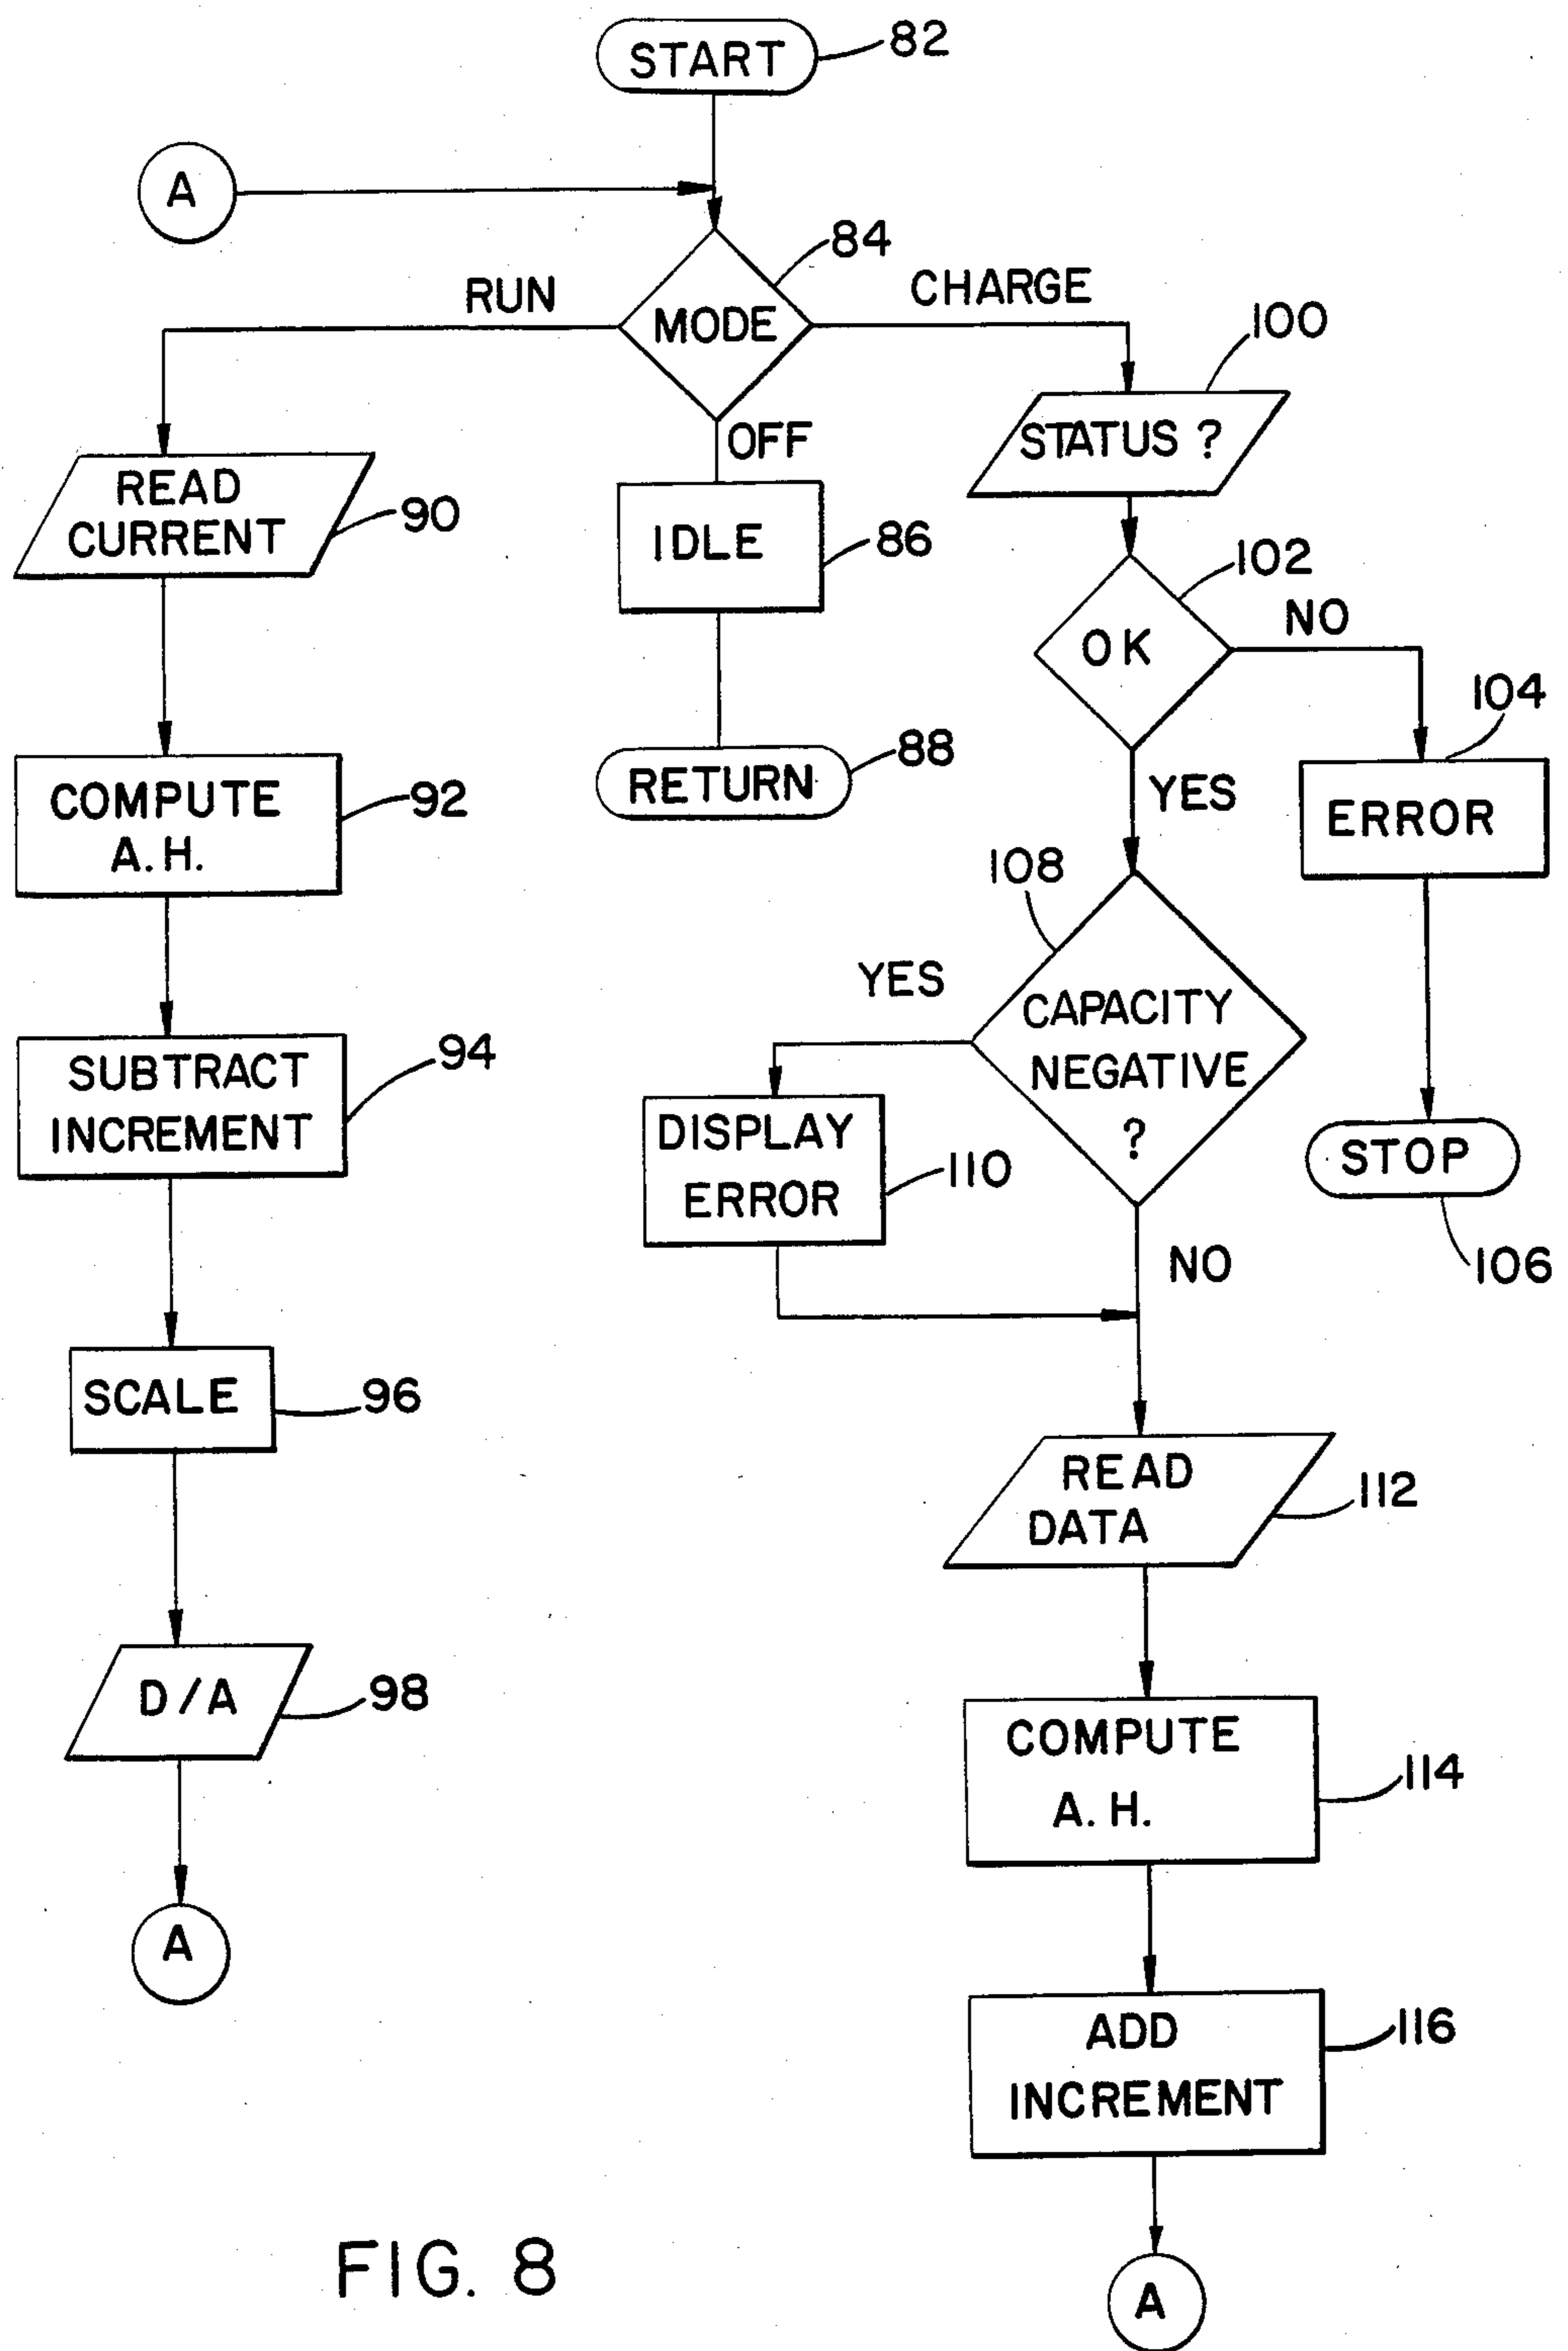 START
82
A
84
RUN
MODE
CHARGE
100
OFF
STATUS ?
READ
CURRENT
90
IDLE
86
102
OK
NO
104
COMPUTE
A. H.
92
RETURN
88
YES
ERROR
108
YES
CAPACITY
NEGATIVE
?
SUBTRACT
INCREMENT
94
DISPLAY
ERROR
110
STOP
106
NO
SCALE
96
READ
DATA
112
D/A
98
COMPUTE
A. H.
114
A
ADD
INCREMENT
116
FIG. 8
A